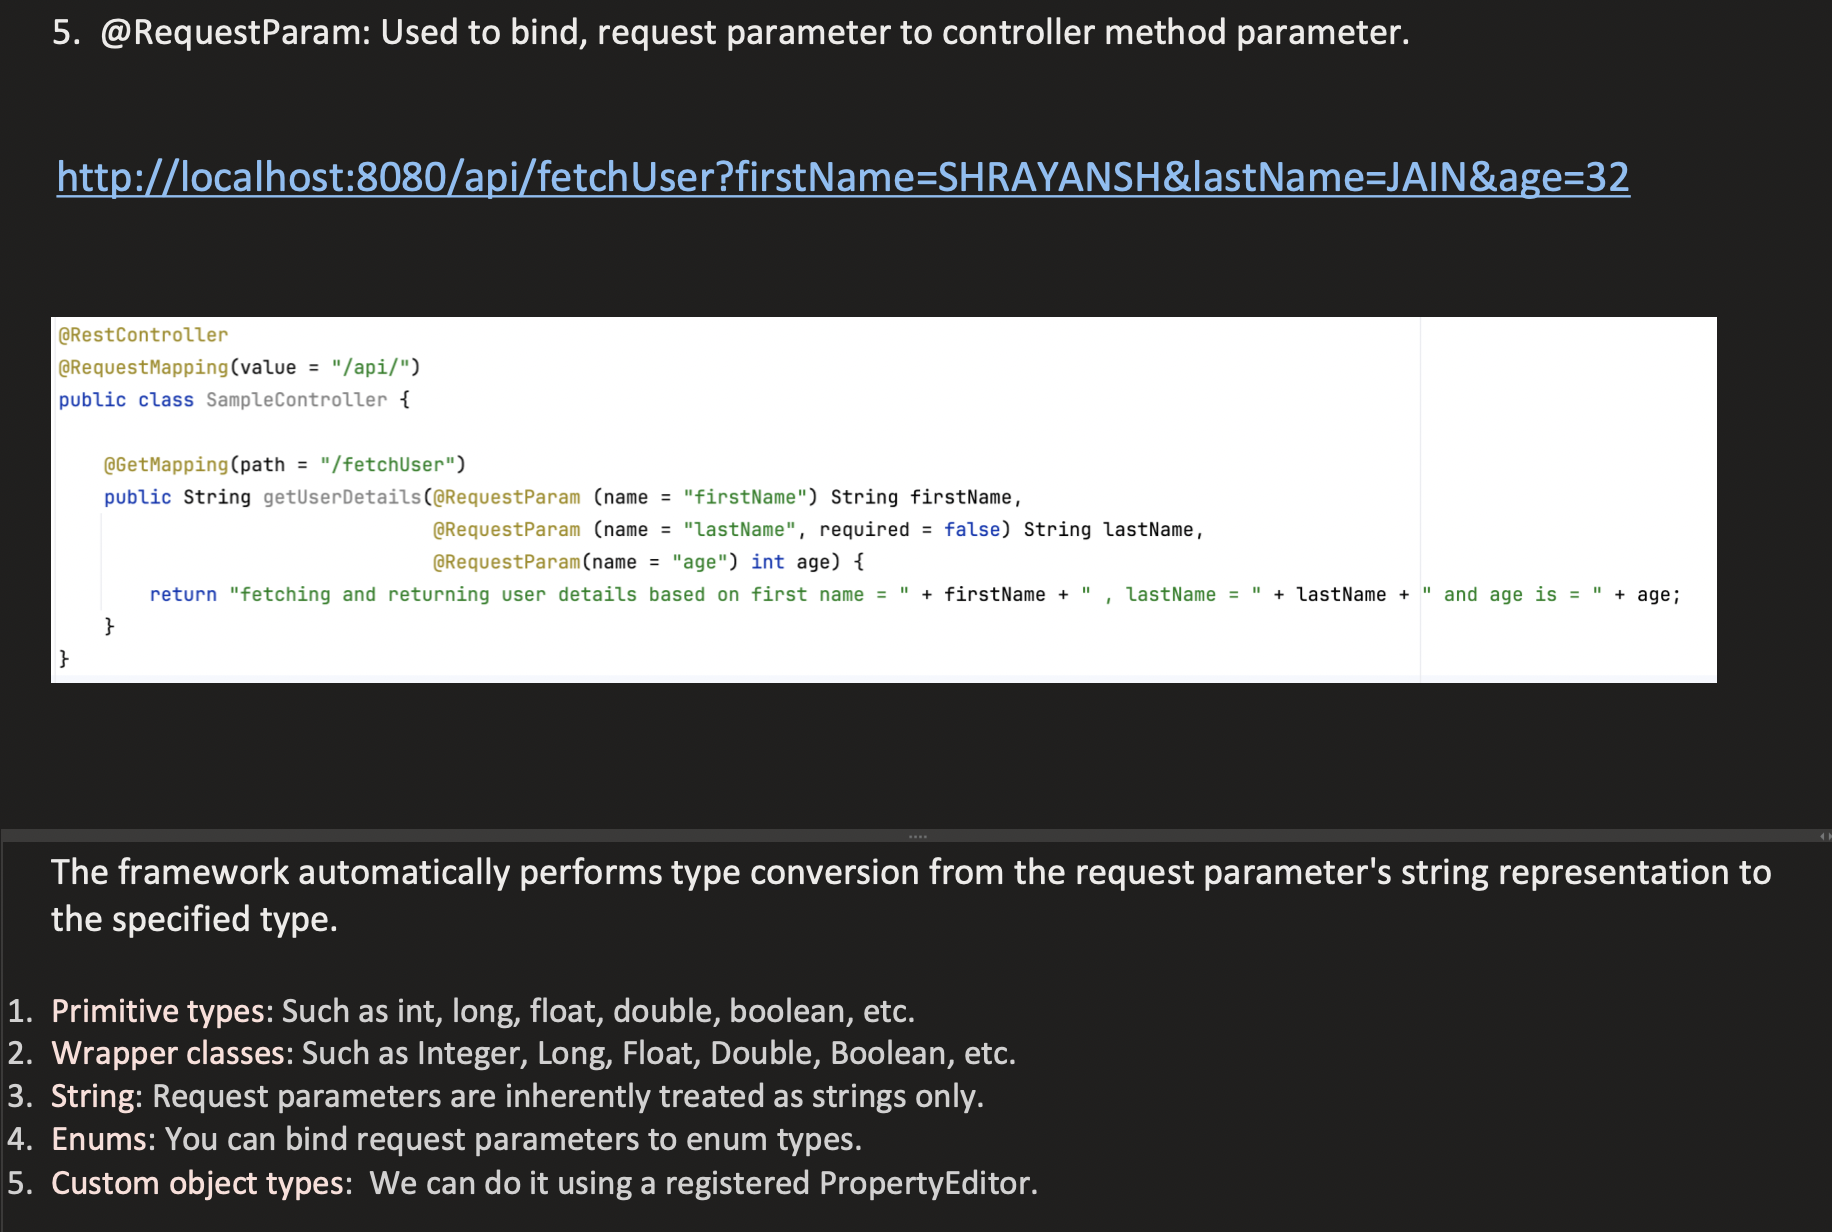 5. @RequestParam: Used to bind, request parameter to controller method parameter.
http://localhost:8080/api/fetchUser?firstName=SHRAYANSH&lastName=JAIN&age=32
@RestController
@RequestMapping(value = "/api/")
public class SampleController {
@GetMapping(path = "/fetchUser")
public String getUserDetails(@RequestParam (name = "firstName") String firstName,
@RequestParam (name = "lastName", required = false) String lastName,
@RequestParam(name = "age") int age) {
return "fetching and returning user details based on first name = " + firstName + " , lastName = " + lastName + " and age is = " + age;
}
}
The framework automatically performs type conversion from the request parameter's string representation to
the specified type.
1. Primitive types: Such as int, long, float, double, boolean, etc.
2. Wrapper classes: Such as Integer, Long, Float, Double, Boolean, etc.
3. String: Request parameters are inherently treated as strings only.
4. Enums: You can bind request parameters to enum types.
5. Custom object types: We can do it using a registered PropertyEditor.